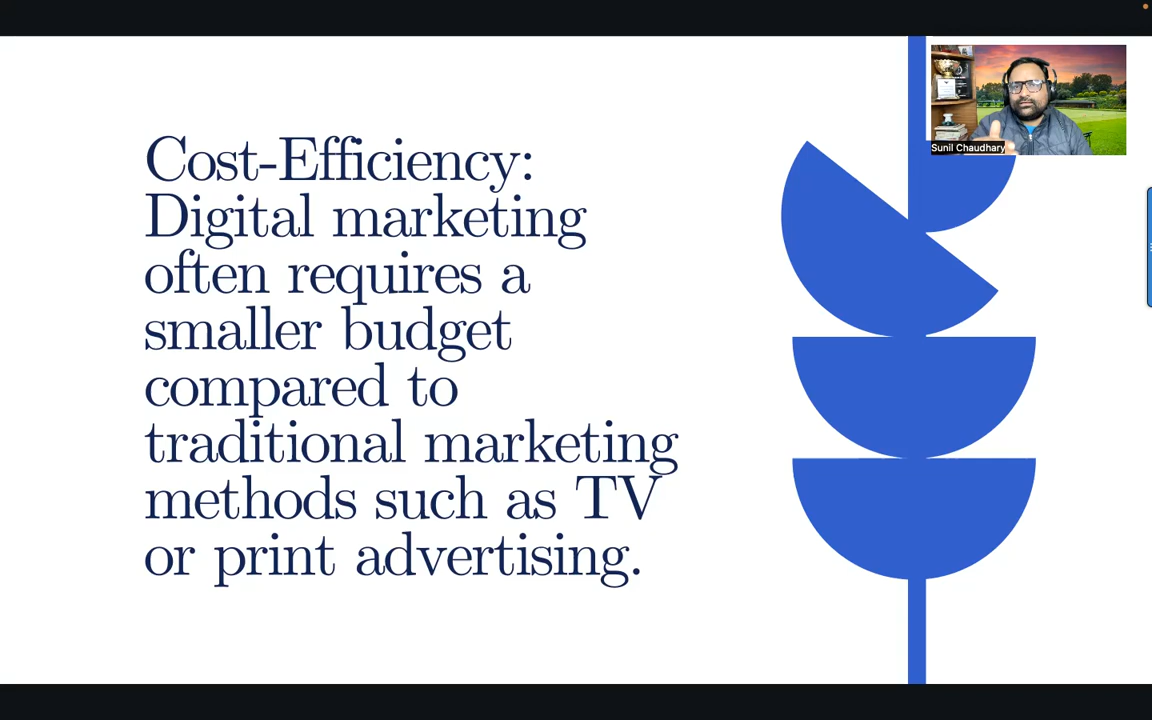 Cost-Efficiency:
Digital marketing
often requires a
smaller budget
compared to
traditional marketing
methods such as TV
or print advertising.
Sunil Chaudhary